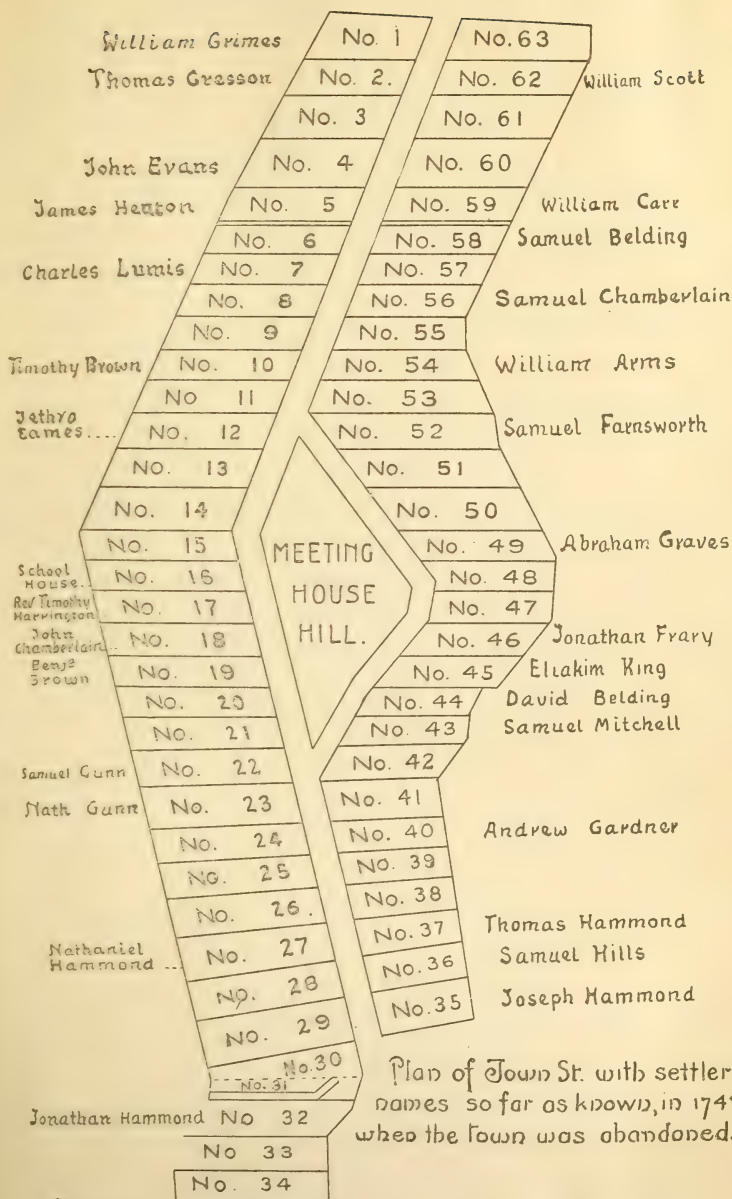 William Grimes No. 1 No. 63
Thomas Gresson No. 2. No. 62 William Scott
No. 3 No. 61
John Evans No. 4 No. 60
James Heaton No. 5 No. 59 William Carr
No. 6 No. 58 Samuel Belding
Charles Lumis No. 7 No. 57
No. 8 No. 56 Samuel Chamberlain
No. 9 No. 55
Timothy Brown No. 10 No. 54 William Arms
No 11 No. 53
Jethro
Eames.... No. 12 No. 52 Samuel Farnsworth
No. 13 No. 51
No. 14 No. 50
No. 15 No. 49 Abraham Graves
School
House.. No. 16 No. 48
Rev Timothy
Harrington No. 17 No. 47
John
Chamberlain... No. 18 No. 46 Jonathan Frary
Benja
Brown No. 19 No. 45 Eliakim King
No. 20 No. 44 David Belding
No. 21 No. 43 Samuel Mitchell
MEETING
HOUSE
HILL.
Samuel Gunn No. 22 No. 42
Nath Gunn No. 23 No. 41
No. 24 No. 40 Andrew Gardner
No. 25 No. 39
No. 26. No. 38
Nathaniel
Hammond ... No. 27 No. 37 Thomas Hammond
No. 28 No. 36 Samuel Hills
No. 29 No. 35 Joseph Hammond
No. 30
No. 31
Jonathan Hammond No 32
No 33
No. 34
Plan of Town St. with settler
names so far as known, in 174
when the town was abandoned.